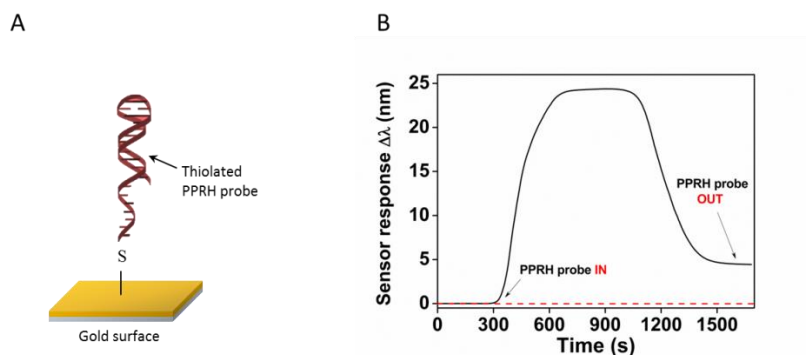 A
Thiolated
PPRH probe
S
Gold surface
B
Sensor response Δλ (nm)
25
20
15
10
5
0
PPRH probe IN
PPRH probe
OUT
0
300
600
900
1200
1500
Time (s)